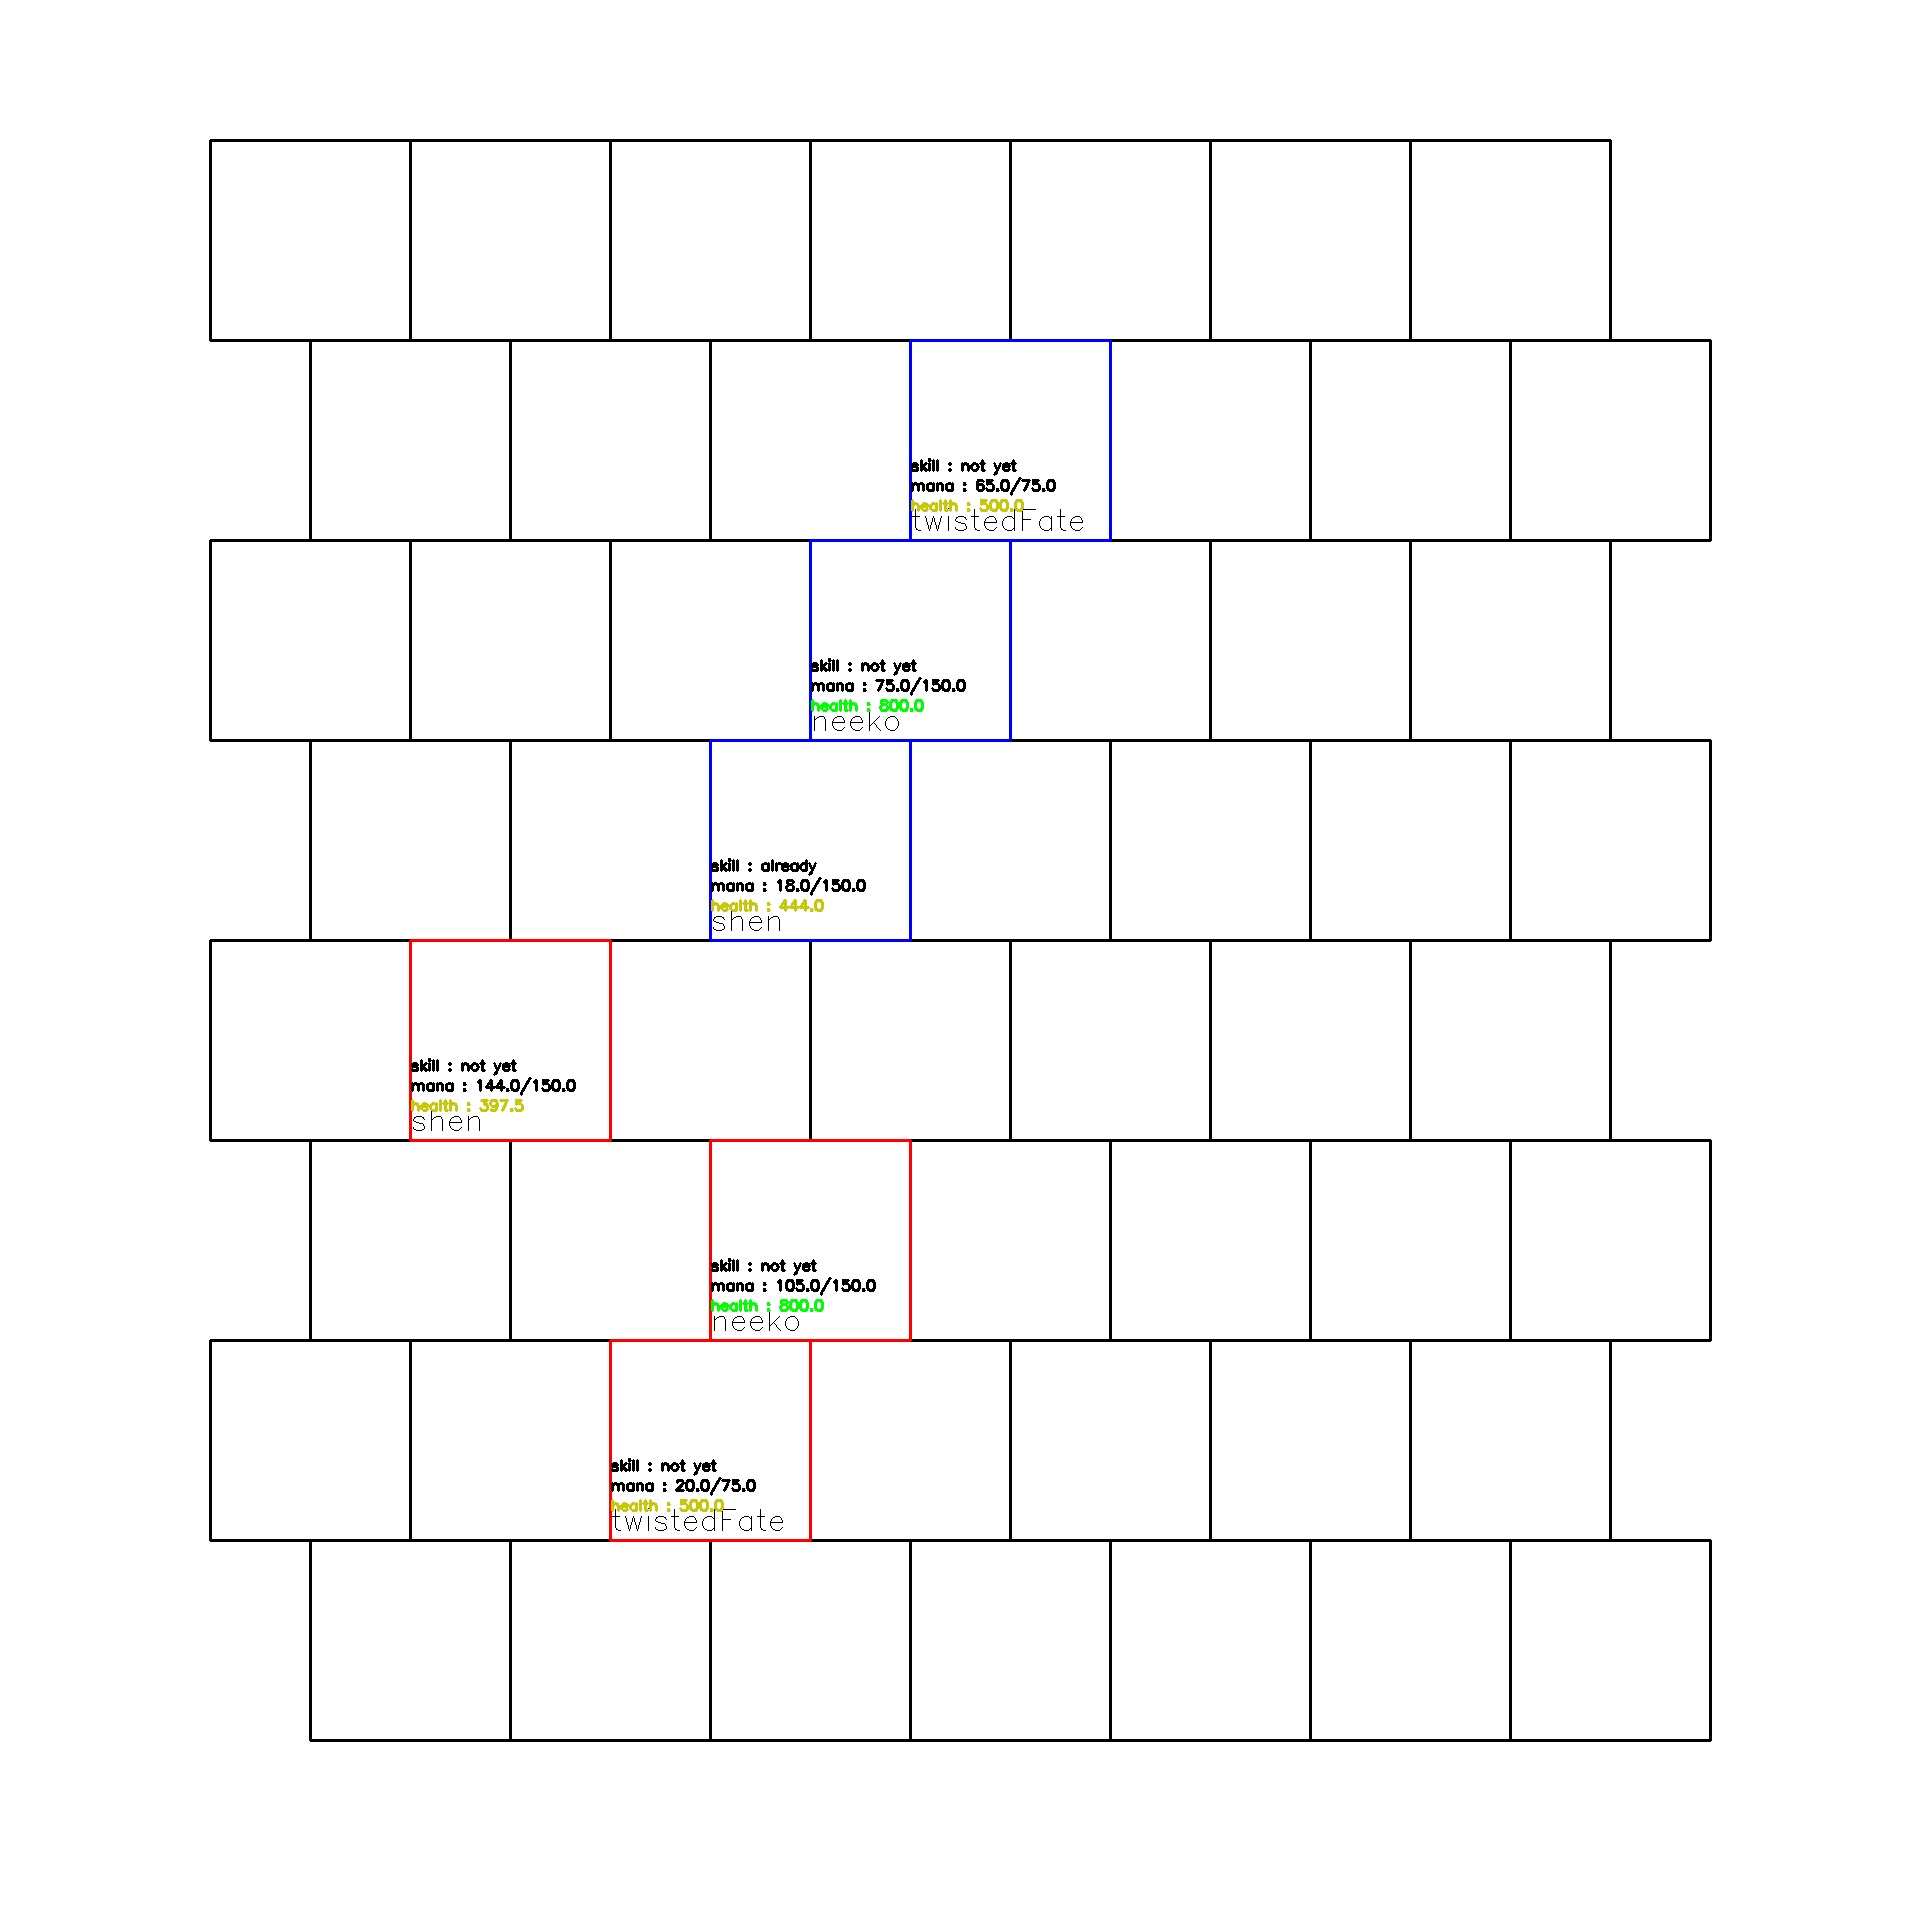 skill : not yet
mana : 65.0/75.0
health : 500.0
twistedFate
skill : not yet
mana : 75.0/150.0
health : 800.0
neeko
skill : already
mana : 18.0/150.0
health : 444.0
shen
skill : not yet
mana : 144.0/150.0
health : 397.5
shen
skill : not yet
mana : 105.0/150.0
health : 800.0
neeko
skill : not yet
mana : 20.0/75.0
health : 500.0
twistedFate